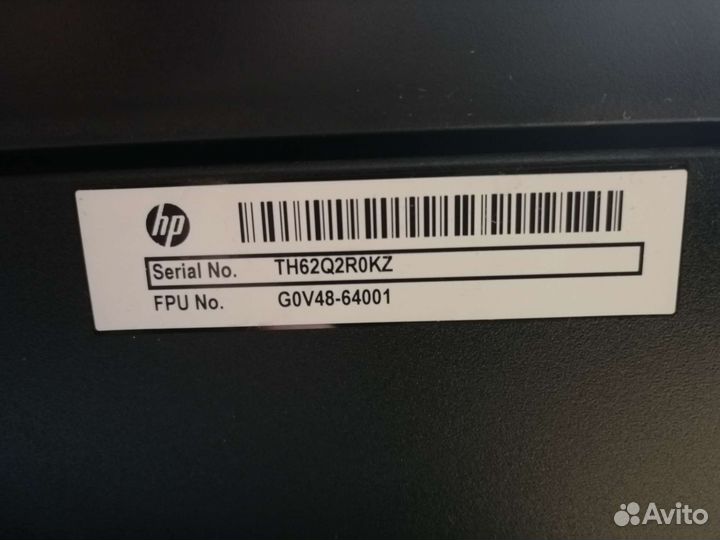 hp
Serial No. TH62Q2R0KZ
FPU No. G0V48-64001
Avito